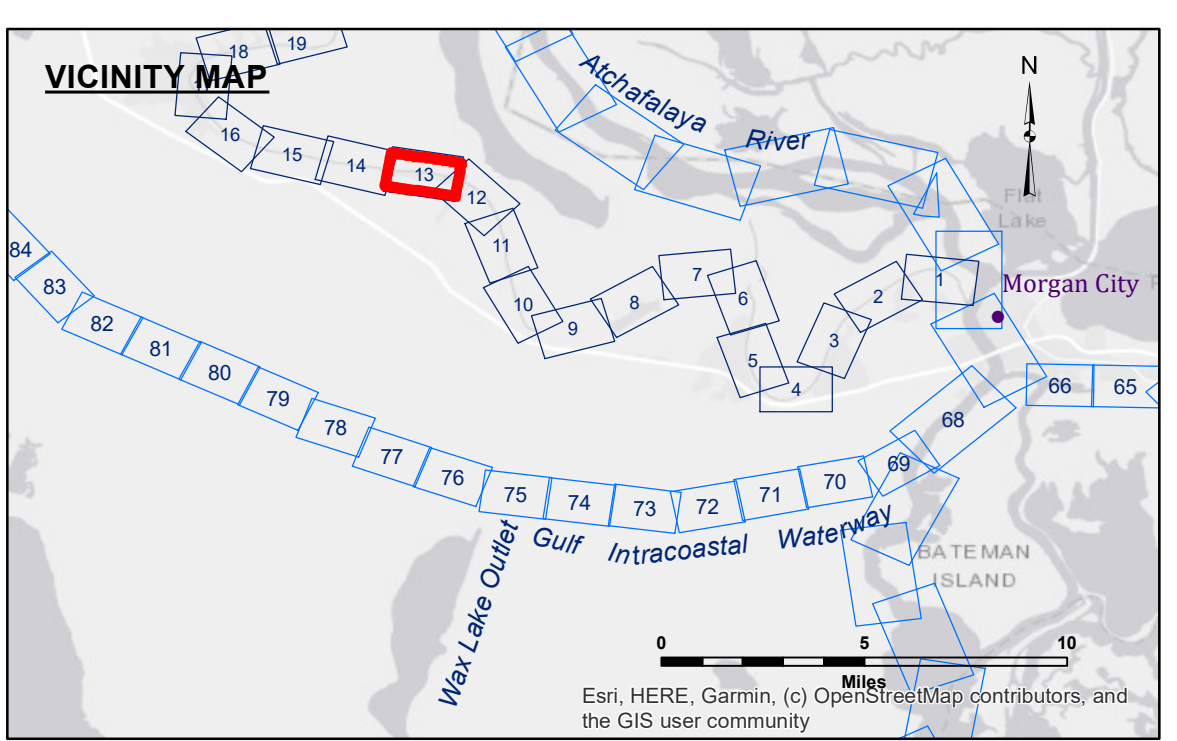 18
19
VICINITY MAP
Atchafalaya
River
N
16
15
14
13
12
Flat
Lake
11
84
83
7
1
Morgan City
6
2
10
8
9
82
81
3
5
80
4
66
65
79
78
68
77
76
69
75
74
73
72
71
70
Wax Lake Outlet
Gulf
Intracoastal
Waterway
BATEMAN
ISLAND
0
5
10
Miles
Esri, HERE, Garmin, (c) OpenStreetMap contributors, and
the GIS user community